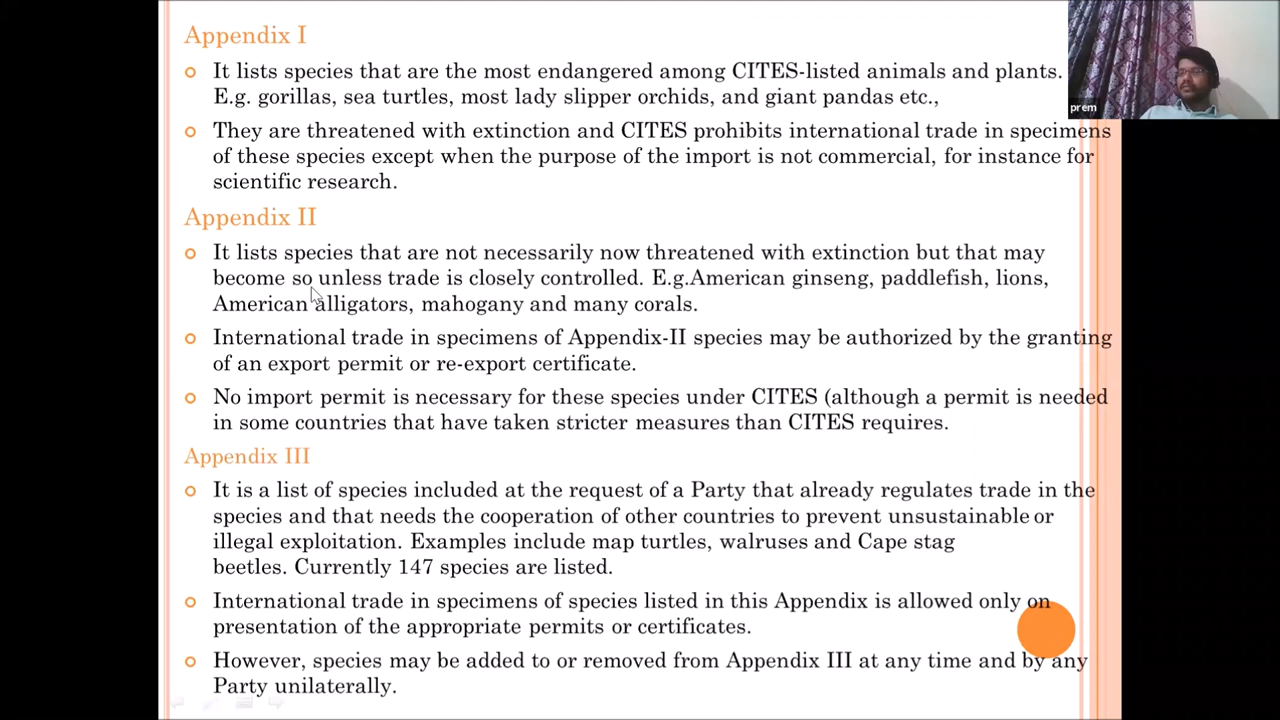 Appendix I
It lists species that are the most endangered among CITES-listed animals and plants.
E.g. gorillas, sea turtles, most lady slipper orchids, and giant pandas etc.,
prem
They are threatened with extinction and CITES prohibits international trade in specimens
of these species except when the purpose of the import is not commercial, for instance for
scientific research.
Appendix II
It lists species that are not necessarily now threatened with extinction but that may
become so unless trade is closely controlled. E.g.American ginseng, paddlefish, lions,
American alligators, mahogany and many corals.
International trade in specimens of Appendix-II species may be authorized by the granting
of an export permit or re-export certificate.
No import permit is necessary for these species under CITES (although a permit is needed
in some countries that have taken stricter measures than CITES requires.
Appendix III
It is a list of species included at the request of a Party that already regulates trade in the
species and that needs the cooperation of other countries to prevent unsustainable or
illegal exploitation. Examples include map turtles, walruses and Cape stag
beetles. Currently 147 species are listed.
International trade in specimens of species listed in this Appendix is allowed only on
presentation of the appropriate permits or certificates.
However, species may be added to or removed from Appendix III at any time and by any
Party unilaterally.